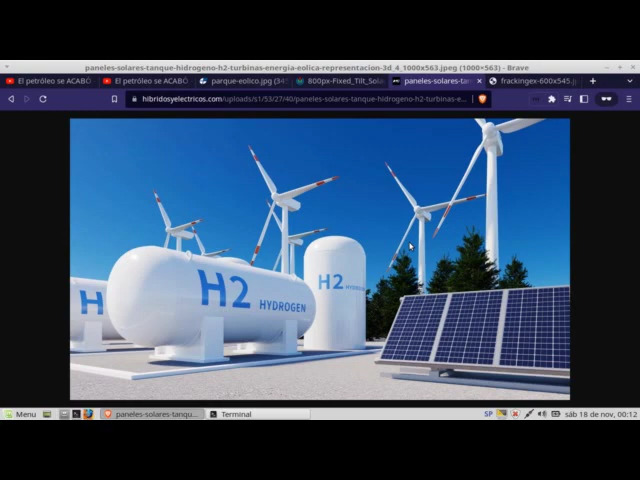 paneles-solares-tanque-hidrogeno-h2-turbinas-energia-eolica-representacion-3d_4_1000x563.jpeg (1000×563) - Brave
El petróleo se ACABÓ
El petróleo se ACABÓ
parque-eolico.jpg (34
800px-Fixed_Tilt_Sola
paneles-solares-tan
frackingex-600x545.j
hibridosyelectricos.com/uploads/s1/53/27/40/paneles-solares-tanque-hidrogeno-h2-turbinas-e...
H
H2 HYDROGEN
H2 HYDROGEN
Menu
paneles-solares-tanqu...
Terminal
SP
sáb 18 de nov, 00:12